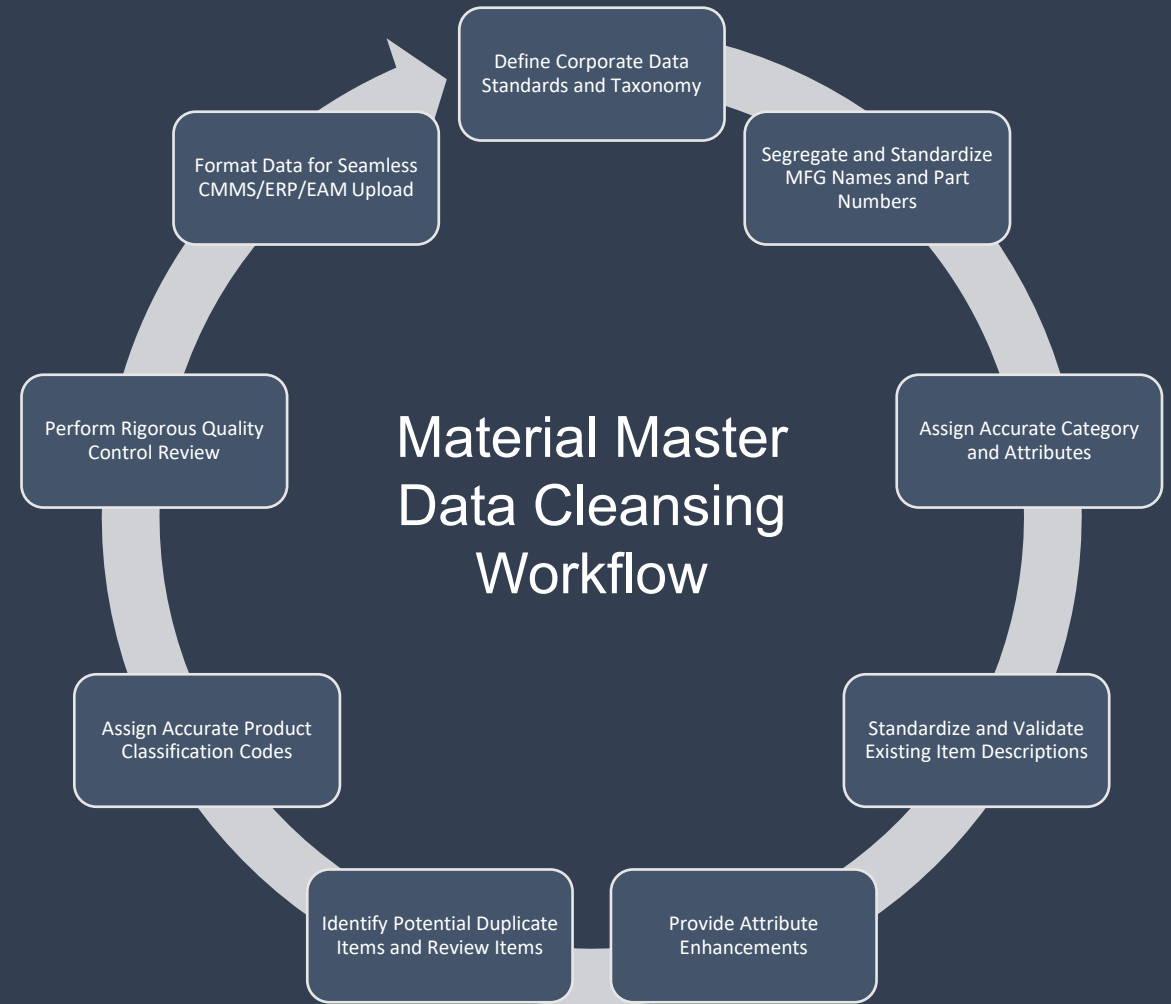 Define Corporate Data
Standards and Taxonomy
Segregate and Standardize
MFG Names and Part
Numbers
Assign Accurate Category
and Attributes
Standardize and Validate
Existing Item Descriptions
Provide Attribute
Enhancements
Identify Potential Duplicate
Items and Review Items
Assign Accurate Product
Classification Codes
Perform Rigorous Quality
Control Review
Format Data for Seamless
CMMS/ERP/EAM Upload
Material Master
Data Cleansing
Workflow